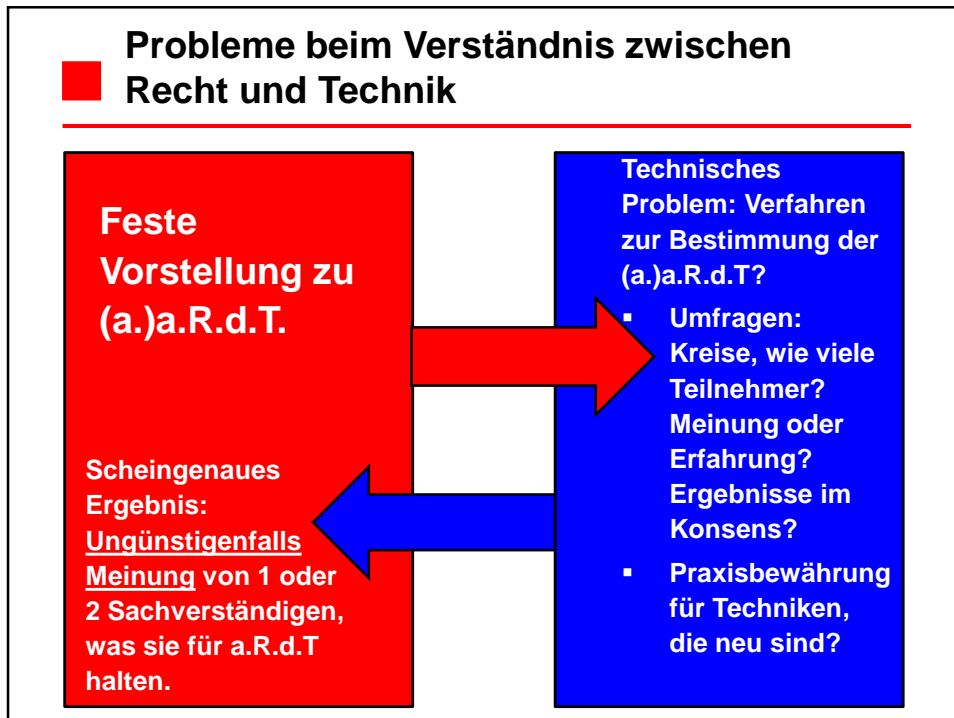 Probleme beim Verständnis zwischen
Recht und Technik
Feste
Vorstellung zu
(a.)a.R.d.T.
Scheingenaues
Ergebnis:
Ungünstigenfalls
Meinung von 1 oder
2 Sachverständigen,
was sie für a.R.d.T
halten.
Technisches
Problem: Verfahren
zur Bestimmung der
(a.)a.R.d.T?
▪ Umfragen:
Kreise, wie viele
Teilnehmer?
Meinung oder
Erfahrung?
Ergebnisse im
Konsens?
▪ Praxisbewährung
für Techniken,
die neu sind?